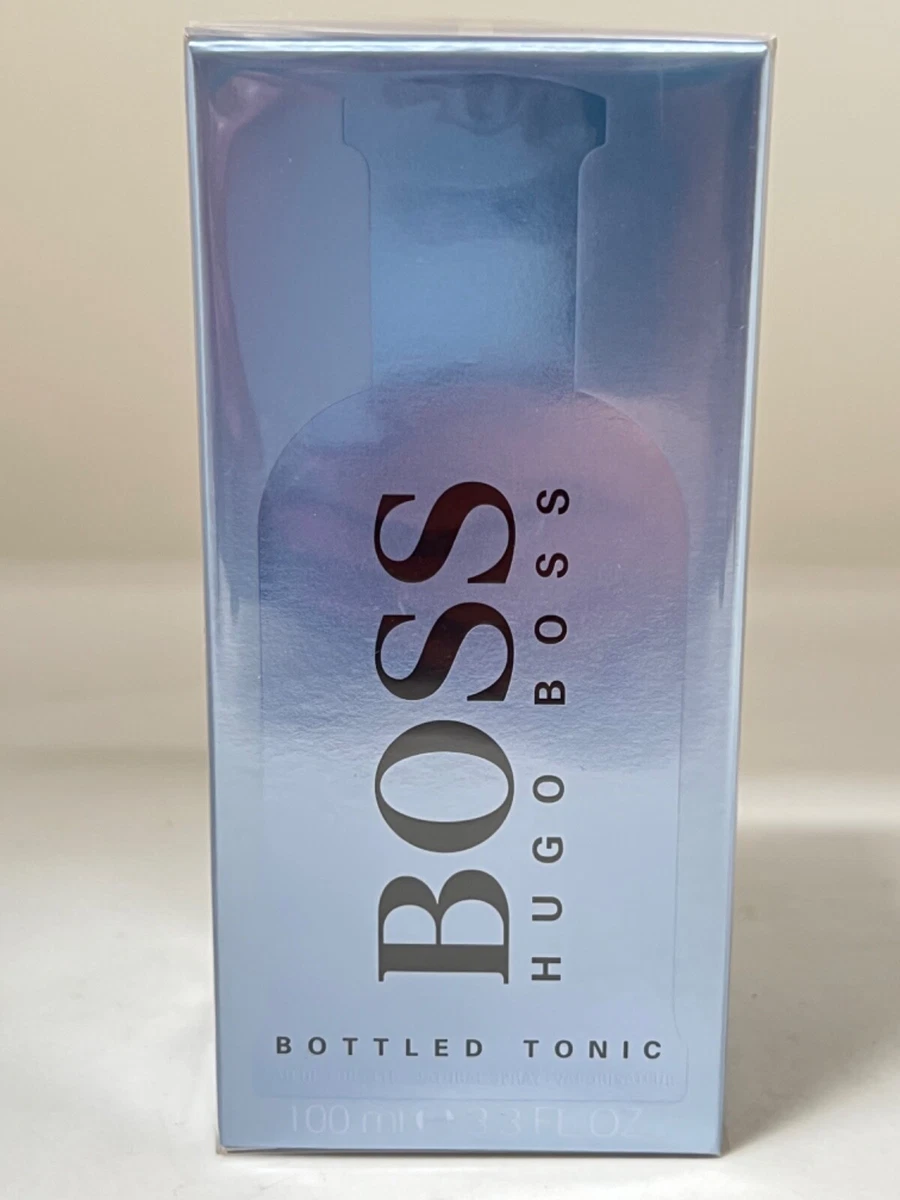 BOSS
HUGO BOSS
BOTTLED TONIC
100 ml e 3.3 FL. OZ.